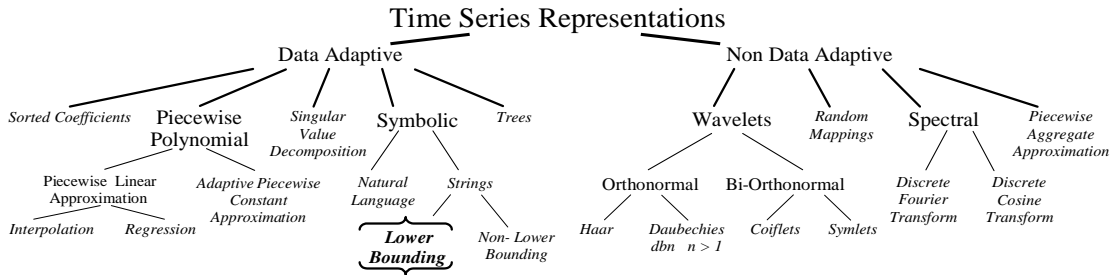 Time Series Representations
Data Adaptive
Non Data Adaptive
Sorted Coefficients
Piecewise
Polynomial
Singular
Value
Decomposition
Symbolic
Trees
Wavelets
Random
Mappings
Spectral
Piecewise
Aggregate
Approximation
Piecewise Linear
Approximation
Adaptive Piecewise
Constant
Approximation
Natural
Language
Strings
Orthonormal
Bi-Orthonormal
Discrete
Fourier
Transform
Discrete
Cosine
Transform
Interpolation
Regression
Lower
Bounding
Non- Lower
Bounding
Haar
Daubechies
dbn n > 1
Coiflets
Symlets